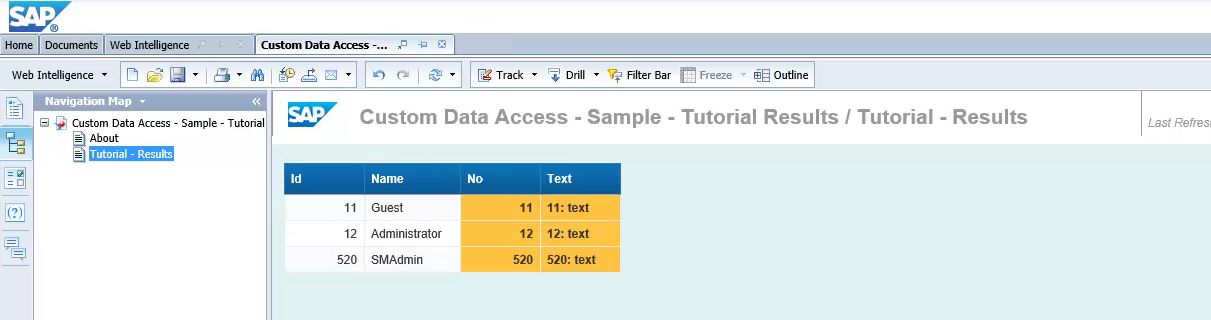 SAP
Home Documents Web Intelligence Custom Data Access -...
Web Intelligence Track Drill Filter Bar Freeze Outline
Navigation Map
Custom Data Access - Sample - Tutorial
About
Tutorial - Results
SAP Custom Data Access - Sample - Tutorial Results / Tutorial - Results
Last Refres
Id Name No Text
11 Guest 11 11: text
12 Administrator 12 12: text
520 SMAdmin 520 520: text